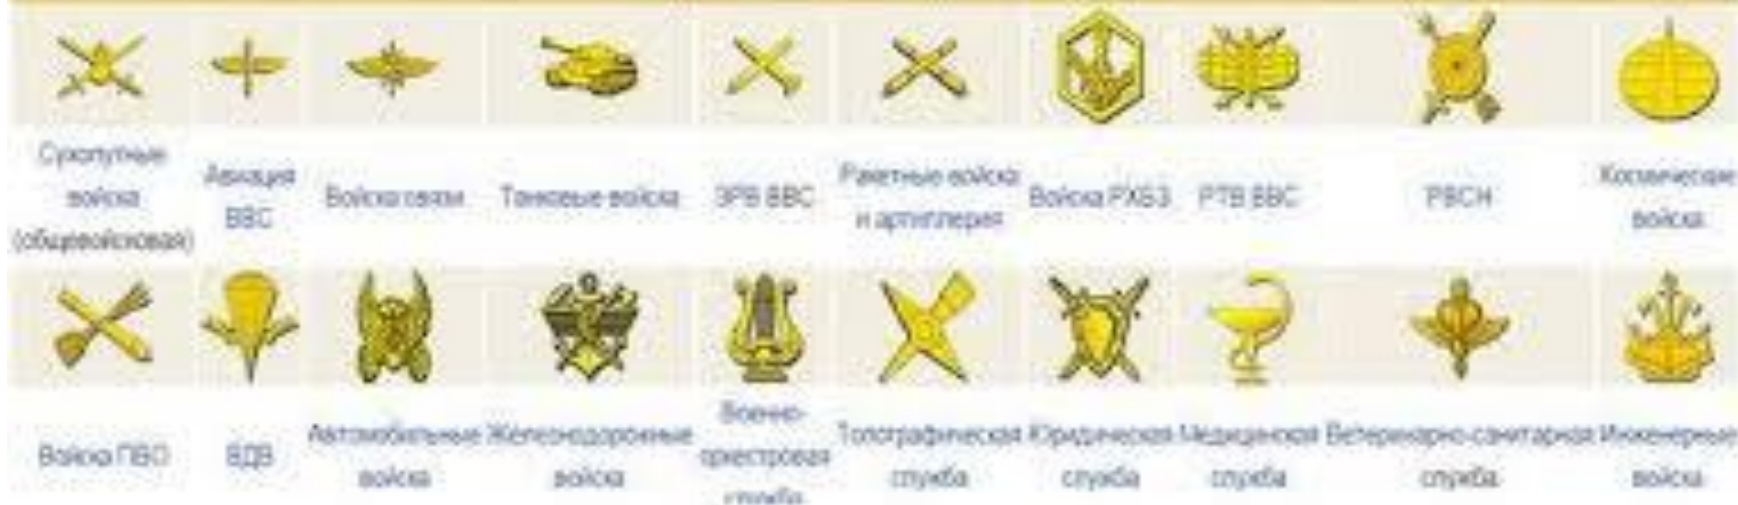 Сухопутные
войска
(общевойсковая)
Авиация
ВВС
Войска связи
Танковые войска
ЗРВ ВВС
Ракетные войска
и артиллерия
Войска РХБЗ
РТВ ВВС
РВСН
Космические
войска
Войска ПВО
ВДВ
Автомобильные
войска
Железнодорожные
войска
Военно-
оркестровая
служба
Топографическая
служба
Юридическая
служба
Медицинская
служба
Ветеринарно-санитарная
служба
Инженерные
войска